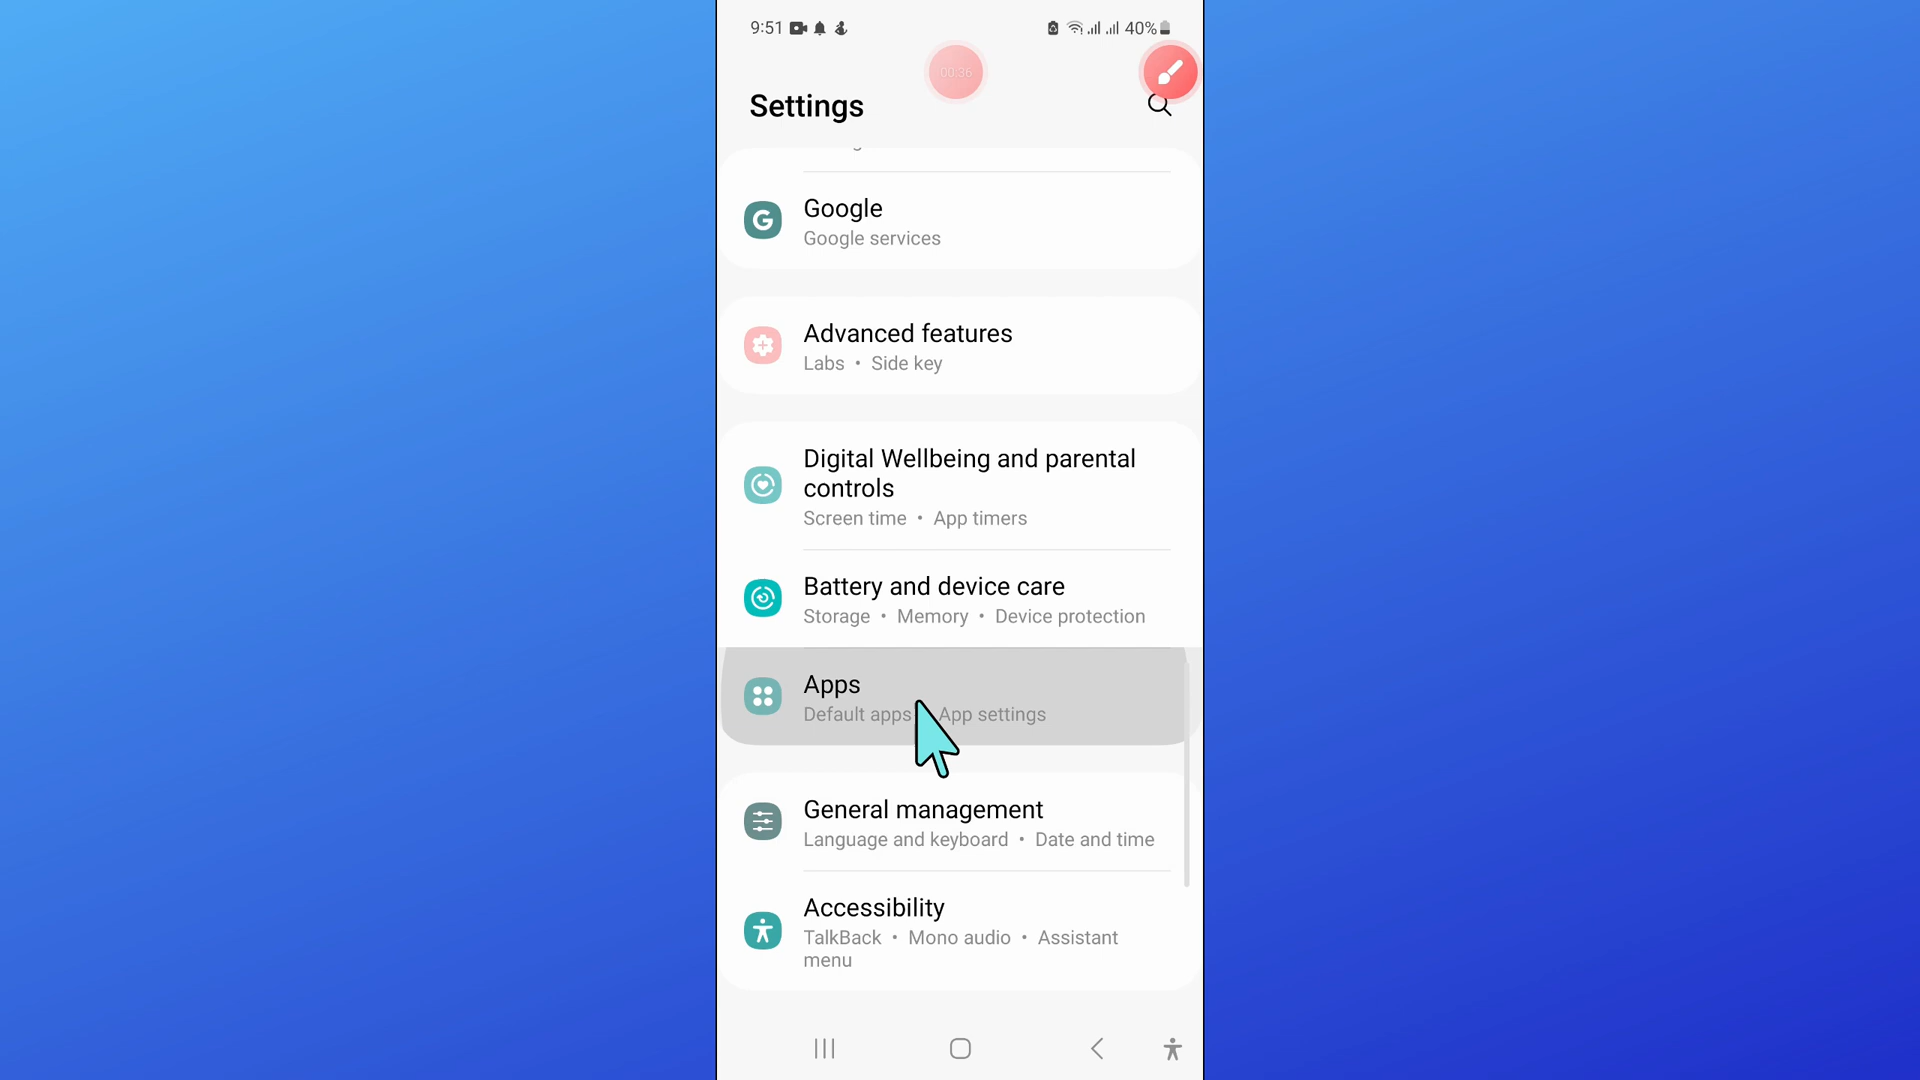 9:51 40%
00:36
Settings
Google
Google services
Advanced features
Labs • Side key
Digital Wellbeing and parental
controls
Screen time • App timers
Battery and device care
Storage • Memory • Device protection
Apps
Default apps App settings
General management
Language and keyboard • Date and time
Accessibility
TalkBack • Mono audio • Assistant
menu